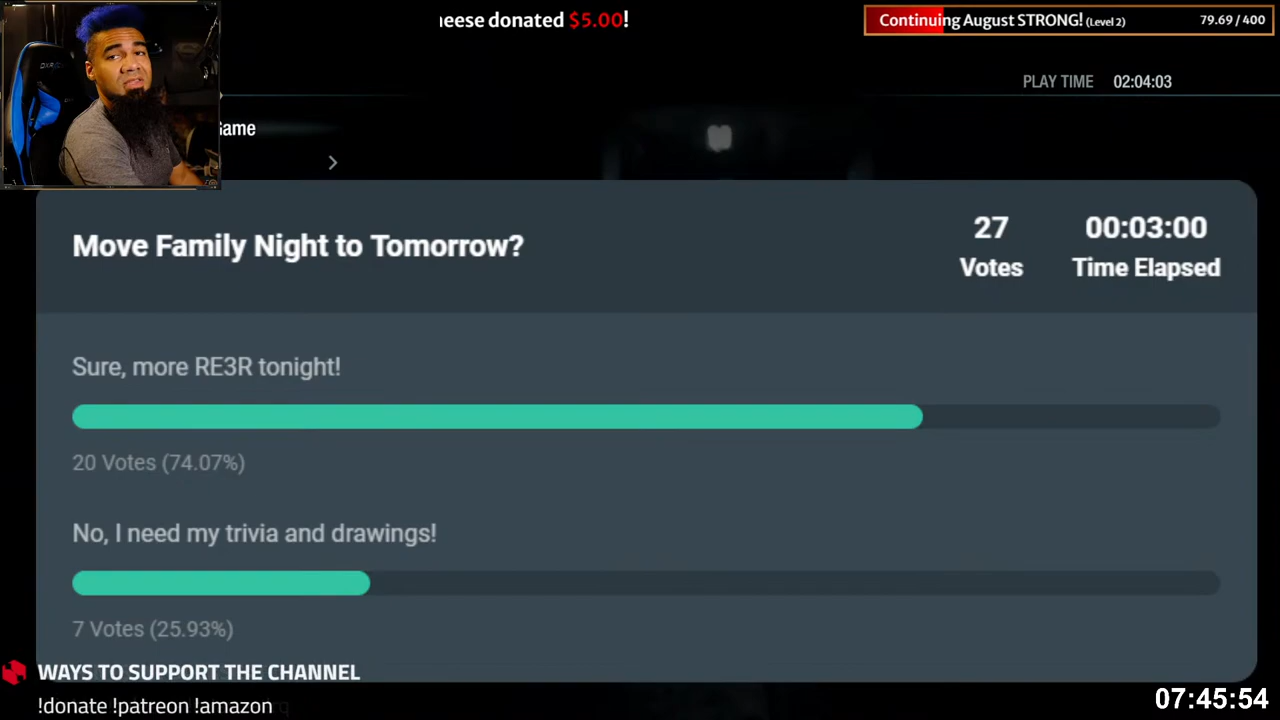 donated $5.00!
Continuing August STRONG! (Level 2) 79.69 / 400
PLAY TIME 02:04:03
Move Family Night to Tomorrow?
27
Votes
00:03:00
Time Elapsed
Sure, more RE3R tonight!
20 Votes (74.07%)
No, I need my trivia and drawings!
7 Votes (25.93%)
WAYS TO SUPPORT THE CHANNEL
!donate !patreon !amazon
07:45:54